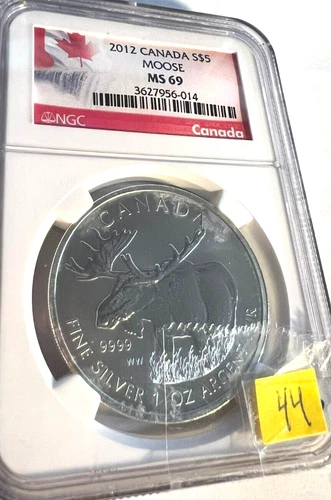 2012 CANADA S$5
MOOSE
MS 69
3627956-014
NGC
Canada
CANADA
9999
WW
FINE SILVER 1 OZ ARGENT PUR
44